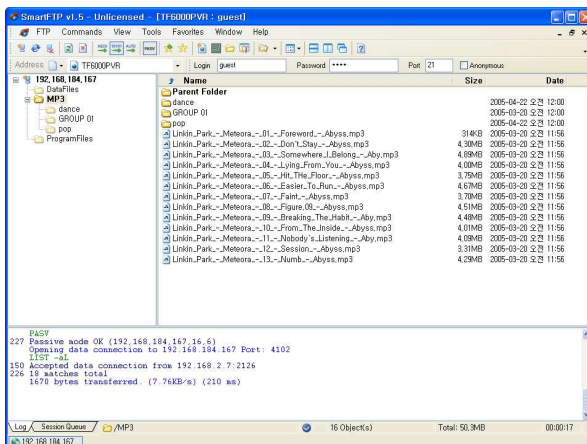 SmartFTP v1.5 - Unlicensed - [TF6000PVR : guest]
FTP Commands View Tools Favorites Window Help
Address TF6000PVR Login guest Password **** Port 21 Anonymous
192.168.184.167
DataFiles
MP3
dance
GROUP 01
pop
ProgramFiles
Name Size Date
Parent Folder
dance 2005-04-22 오전 12:00
GROUP 01 2005-03-20 오전 12:00
pop 2005-04-22 오전 12:00
Linkin_Park_-_Meteora_-_01_-_Foreword_-_Abyss.mp3 314KB 2005-03-20 오전 11:56
Linkin_Park_-_Meteora_-_02_-_Don't_Stay_-_Abyss.mp3 4.30MB 2005-03-20 오전 11:56
Linkin_Park_-_Meteora_-_03_-_Somewhere_I_Belong_-_Aby.mp3 4.89MB 2005-03-20 오전 11:56
Linkin_Park_-_Meteora_-_04_-_Lying_From_You_-_Abyss.mp3 4.00MB 2005-03-20 오전 11:56
Linkin_Park_-_Meteora_-_05_-_Hit_THe_Floor_-_Abyss.mp3 3.75MB 2005-03-20 오전 11:56
Linkin_Park_-_Meteora_-_06_-_Easier_To_Run_-_Abyss.mp3 4.67MB 2005-03-20 오전 11:56
Linkin_Park_-_Meteora_-_07_-_Faint_-_Abyss.mp3 3.70MB 2005-03-20 오전 11:56
Linkin_Park_-_Meteora_-_08_-_Figure.09_-_Abyss.mp3 4.51MB 2005-03-20 오전 11:56
Linkin_Park_-_Meteora_-_09_-_Breaking_The_Habit_-_Aby.mp3 4.48MB 2005-03-20 오전 11:56
Linkin_Park_-_Meteora_-_10_-_From_The_Inside_-_Abyss.mp3 4.01MB 2005-03-20 오전 11:56
Linkin_Park_-_Meteora_-_11_-_Nobody's_Listening_-_Aby.mp3 4.09MB 2005-03-20 오전 11:56
Linkin_Park_-_Meteora_-_12_-_Session_-_Abyss.mp3 3.31MB 2005-03-20 오전 11:56
Linkin_Park_-_Meteora_-_13_-_Numb_-_Abyss.mp3 4.29MB 2005-03-20 오전 11:56
PASV
227 Passive mode OK (192,168,184,167,16,6)
Opening data connection to 192.168.184.167 Port: 4102
LIST -aL
150 Accepted data connection from 192.168.2.7:2126
226 18 matches total
1670 bytes transferred. (7.76KB/s) (210 ms)
Log Session Queue /MP3 16 Object(s) Total: 50.3MB 00:00:17
192.168.184.167